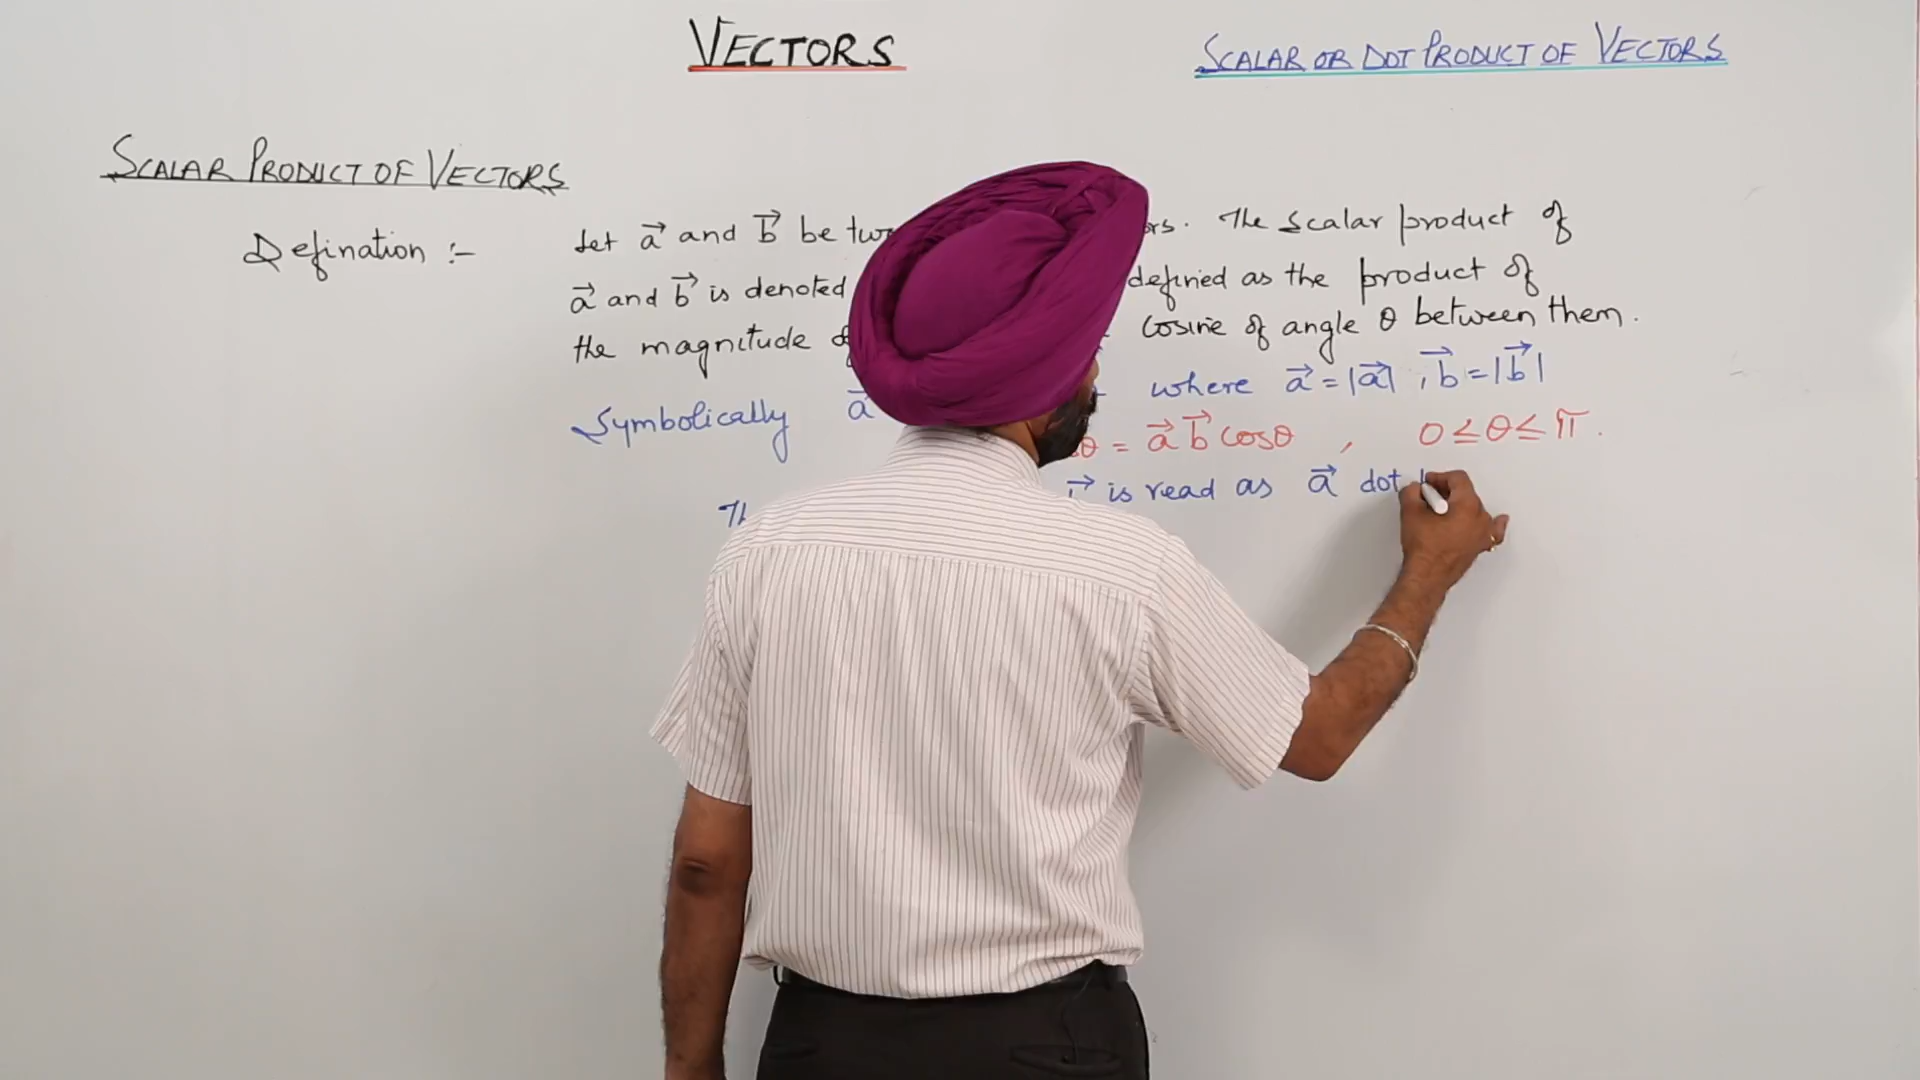 VECTORS
SCALAR OR DOT PRODUCT OF VECTORS
SCALAR PRODUCT OF VECTORS
Defination :-
Let a⃗ and b⃗ be two . The scalar product of
a⃗ and b⃗ is denoted defined as the product of
the magnitude cosine of angle θ between them.
Symbolically a⃗ where a⃗ = |a⃗| , b⃗ = |b⃗|
θ = a⃗ b⃗ cosθ , 0 ≤ θ ≤ π.
is read as a⃗ dot